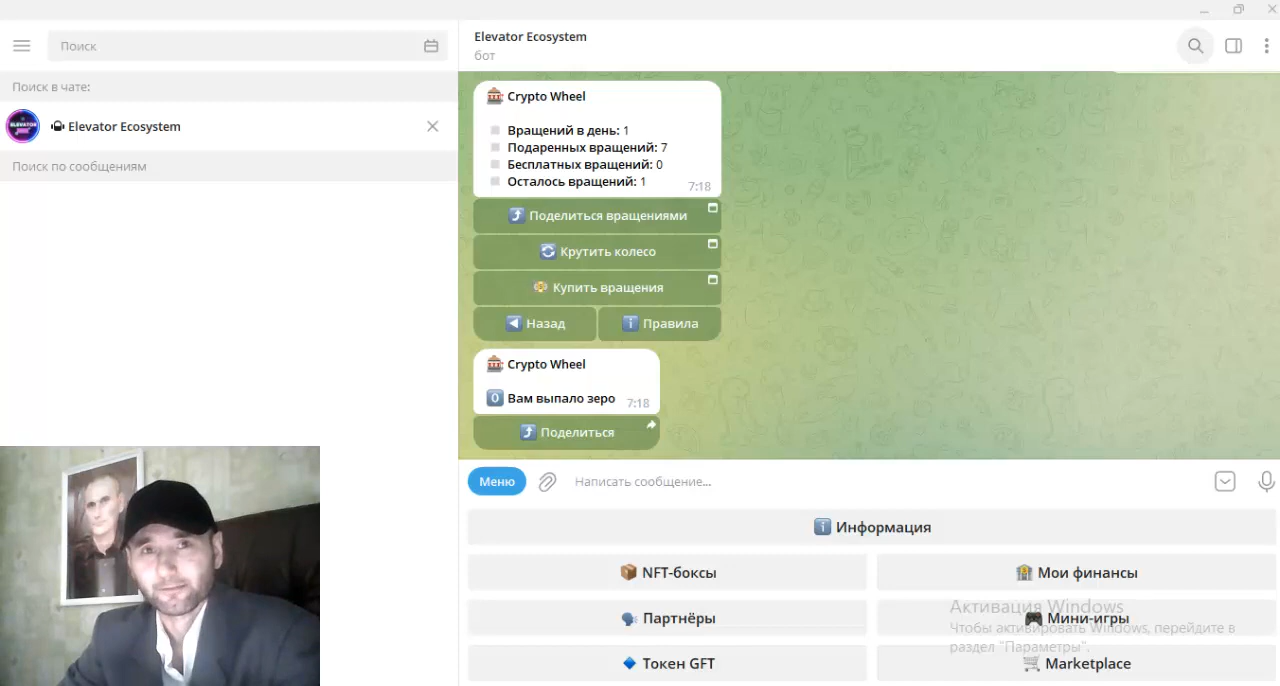 Поиск
Поиск в чате:
ELEVATOR
Elevator Ecosystem
Поиск по сообщениям
Elevator Ecosystem
бот
Crypto Wheel
Вращений в день: 1
Подаренных вращений: 7
Бесплатных вращений: 0
Осталось вращений: 1
7:18
Поделиться вращениями
Крутить колесо
Купить вращения
Назад
Правила
Crypto Wheel
0 Вам выпало зеро
7:18
Поделиться
Меню
Написать сообщение...
Информация
NFT-боксы
Мои финансы
Партнёры
Мини-игры
Токен GFT
Marketplace
Активация Windows
Чтобы активировать Windows, перейдите в
раздел "Параметры".